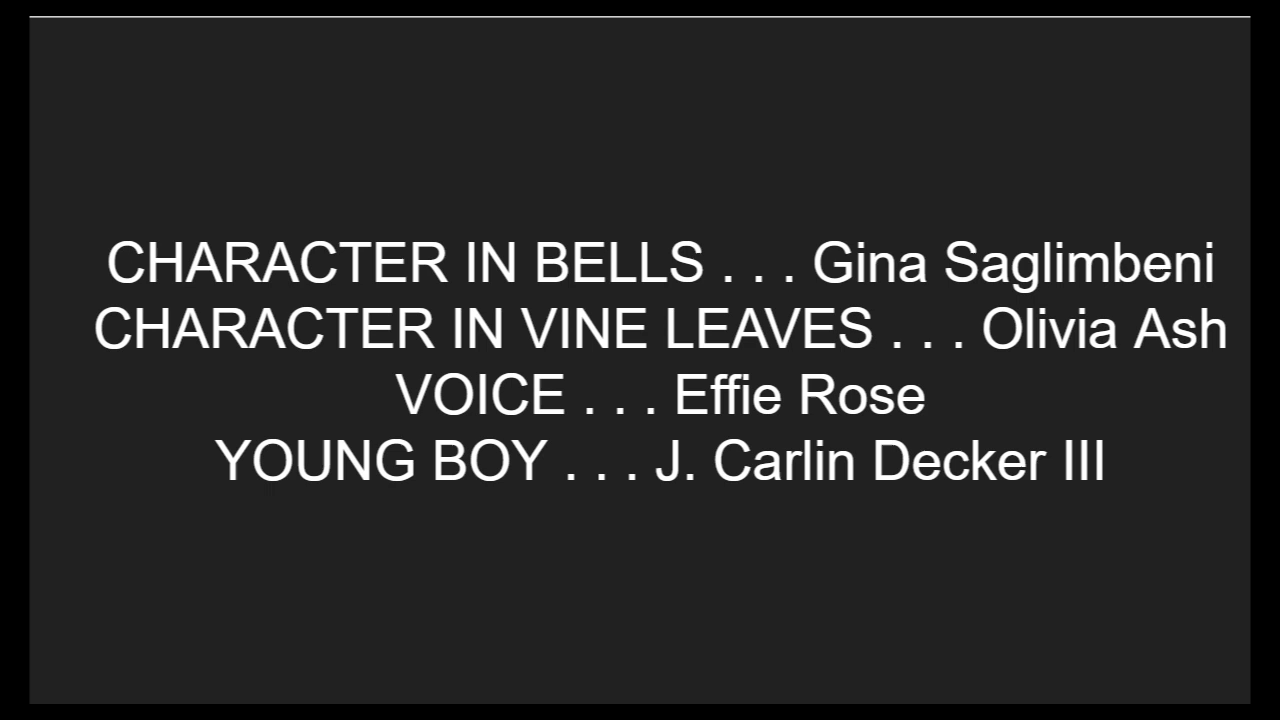 CHARACTER IN BELLS . . . Gina Saglimbeni
CHARACTER IN VINE LEAVES . . . Olivia Ash
VOICE . . . Effie Rose
YOUNG BOY . . . J. Carlin Decker III